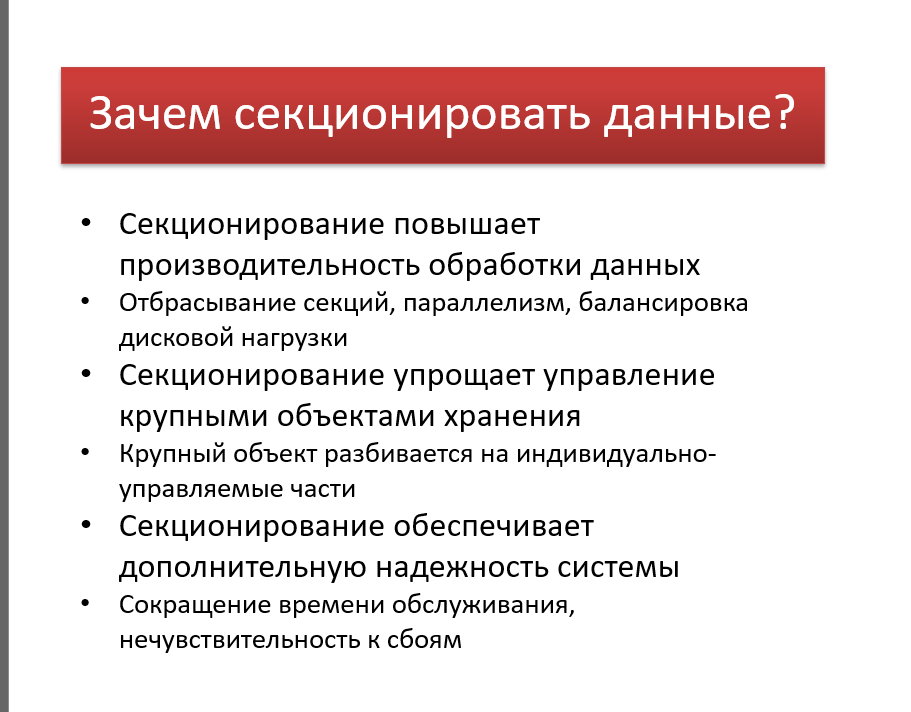 Зачем секционировать данные?
• Секционирование повышает
производительность обработки данных
• Отбрасывание секций, параллелизм, балансировка
дисковой нагрузки
• Секционирование упрощает управление
крупными объектами хранения
• Крупный объект разбивается на индивидуально-
управляемые части
• Секционирование обеспечивает
дополнительную надежность системы
• Сокращение времени обслуживания,
нечувствительность к сбоям